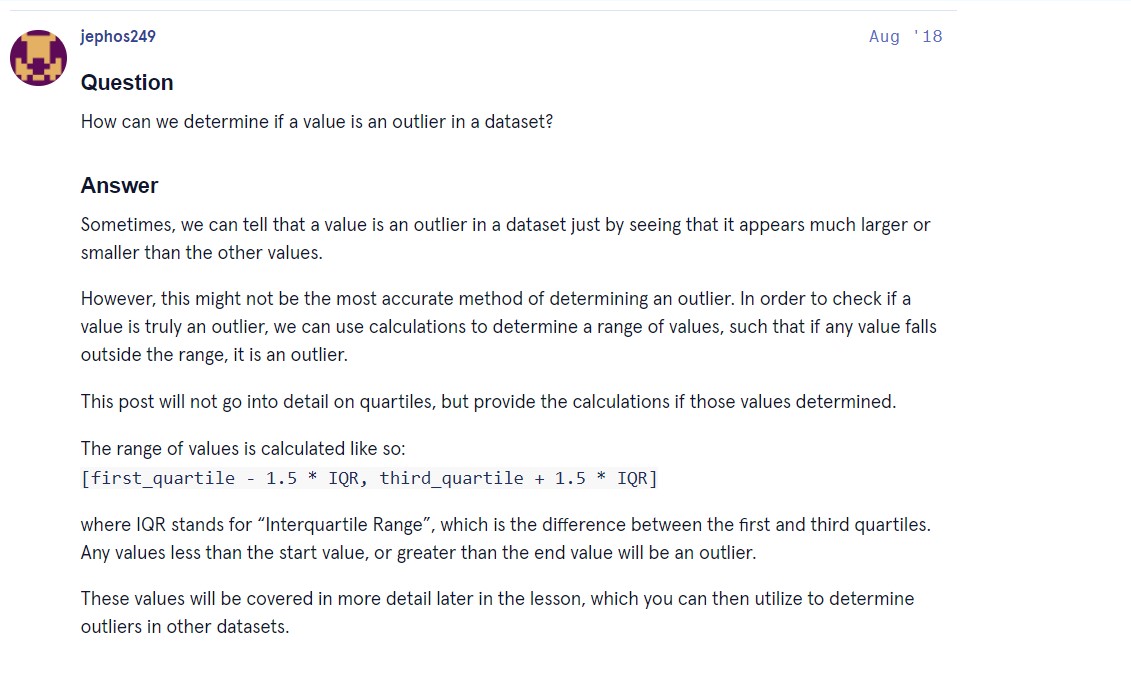 jephos249
Aug '18
Question
How can we determine if a value is an outlier in a dataset?
Answer
Sometimes, we can tell that a value is an outlier in a dataset just by seeing that it appears much larger or
smaller than the other values.
However, this might not be the most accurate method of determining an outlier. In order to check if a
value is truly an outlier, we can use calculations to determine a range of values, such that if any value falls
outside the range, it is an outlier.
This post will not go into detail on quartiles, but provide the calculations if those values determined.
The range of values is calculated like so:
[first_quartile - 1.5 * IQR, third_quartile + 1.5 * IQR]
where IQR stands for “Interquartile Range”, which is the difference between the first and third quartiles.
Any values less than the start value, or greater than the end value will be an outlier.
These values will be covered in more detail later in the lesson, which you can then utilize to determine
outliers in other datasets.